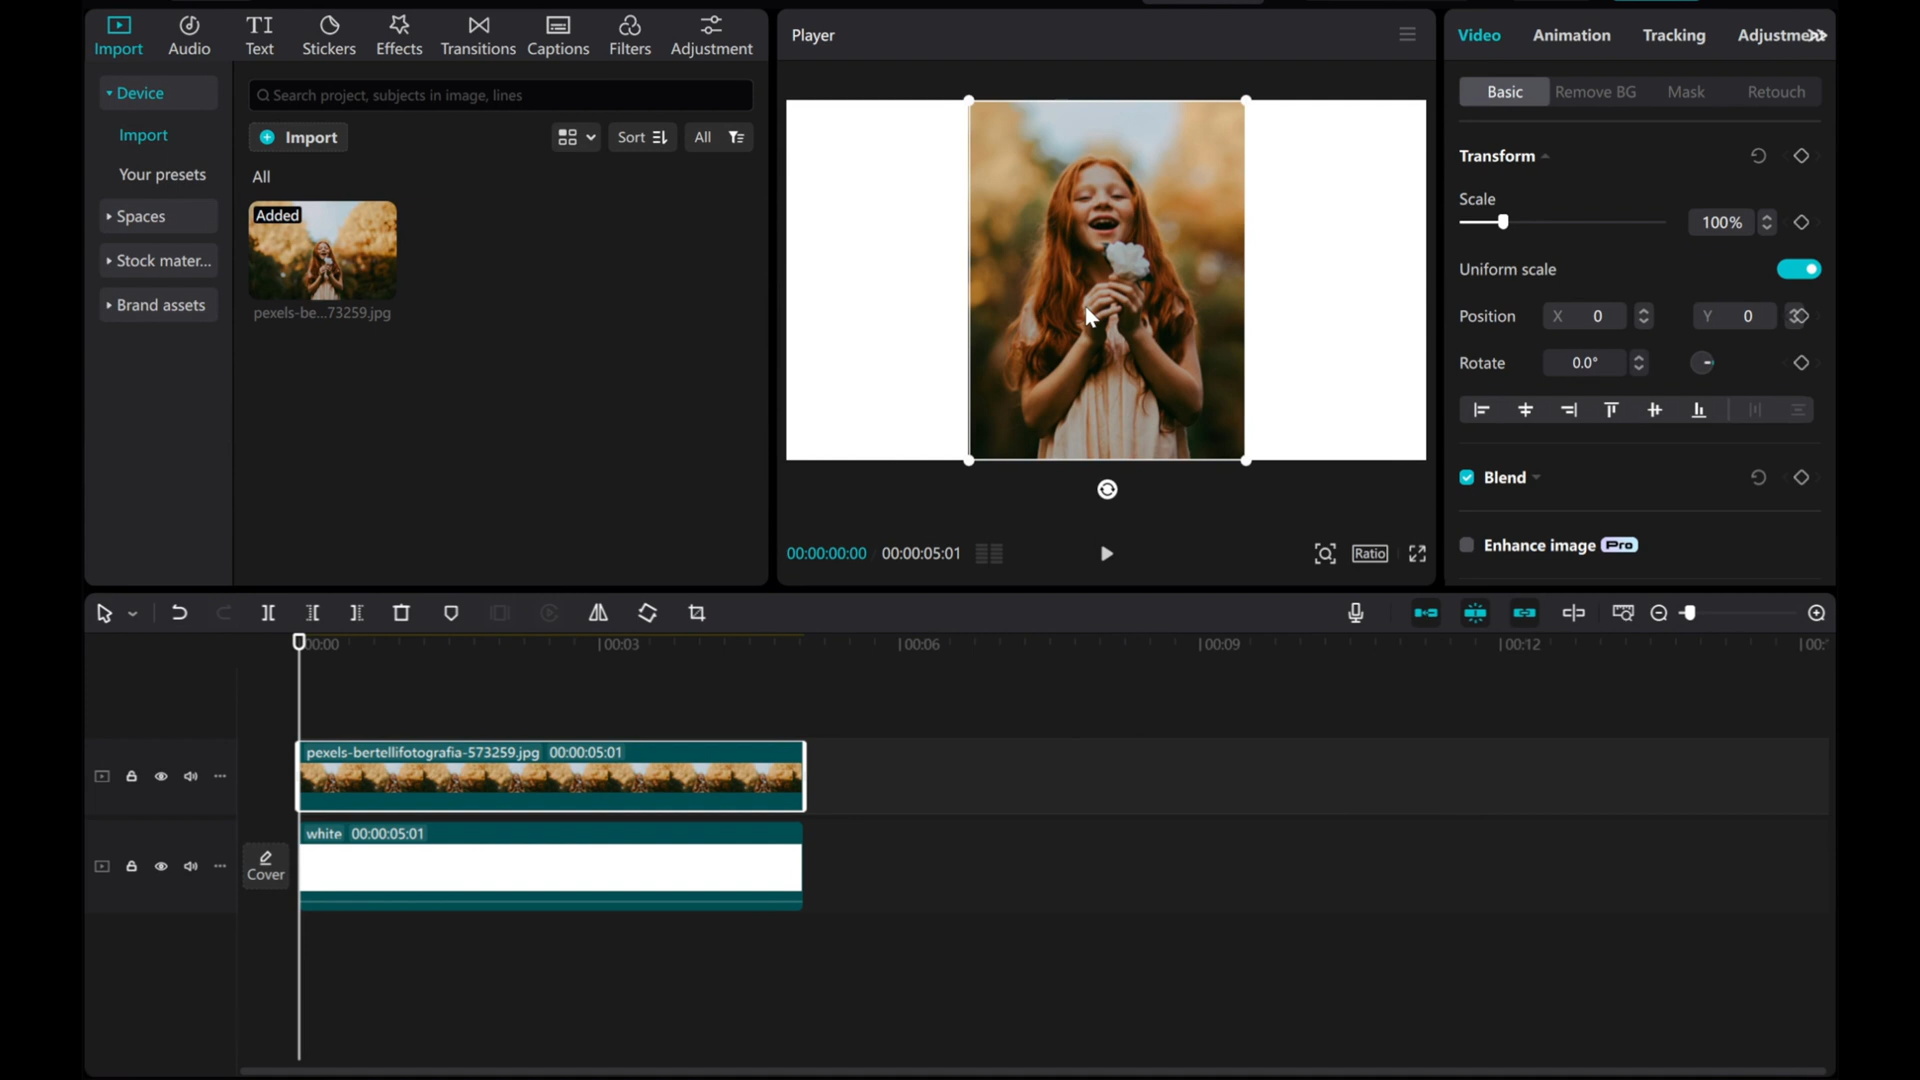 Import
Audio
TI
Text
Stickers
Effects
Transitions
Captions
Filters
Adjustment
Device
Import
Your presets
Spaces
Stock mater...
Brand assets
Search project, subjects in image, lines
Import
Sort
All
All
Added
pexels-be...73259.jpg
Player
00:00:00:00
00:00:05:01
Ratio
Video
Animation
Tracking
Adjustment
Basic
Remove BG
Mask
Retouch
Transform
Scale
100%
Uniform scale
Position
X 0
Y 0
Rotate
0.0°
Blend
Enhance image Pro
00:00
00:03
00:06
00:09
00:12
00:
pexels-bertellifotografia-573259.jpg 00:00:05:01
white 00:00:05:01
Cover